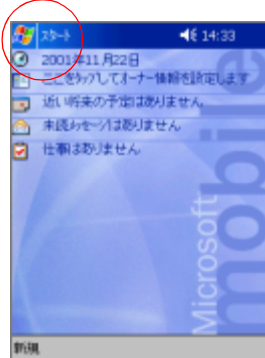 スタート 14:33
2001年11月22日
ここをタップしてオーナー情報を設定します
近い将来の予定はありません
未読メッセージはありません
仕事はありません
Microsoft
mobile
新規